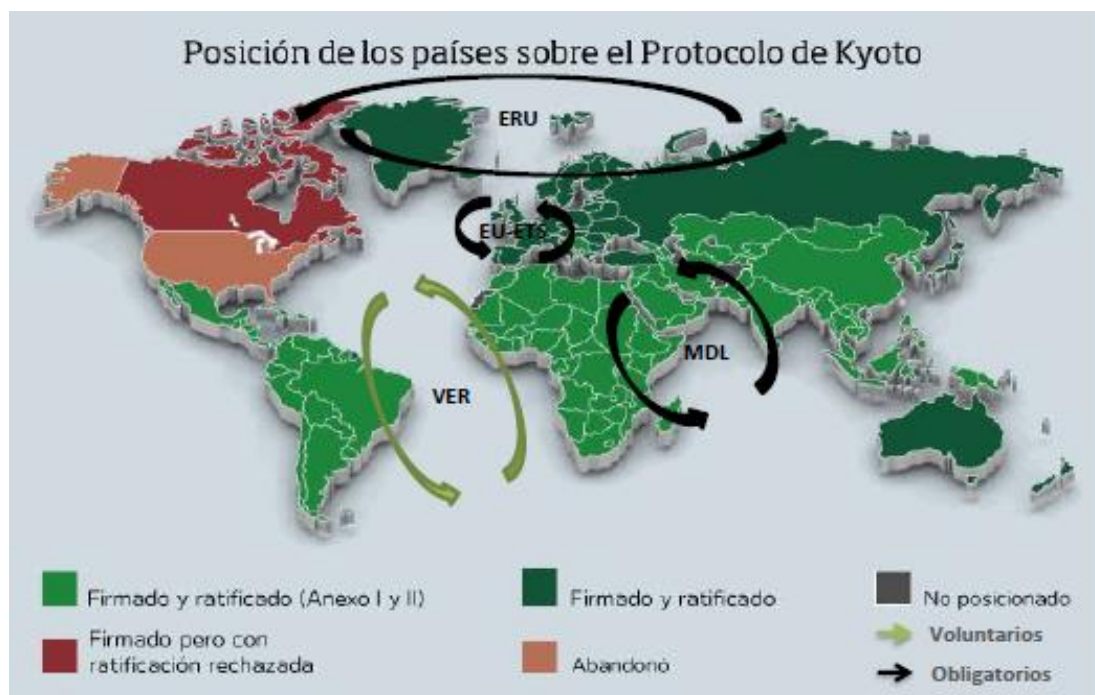 Posición de los países sobre el Protocolo de Kyoto
ERU
EU-ETS
MDL
VER
Firmado y ratificado (Anexo I y II)
Firmado y ratificado
No posicionado
Voluntarios
Firmado pero con
ratificación rechazada
Abandonó
Obligatorios